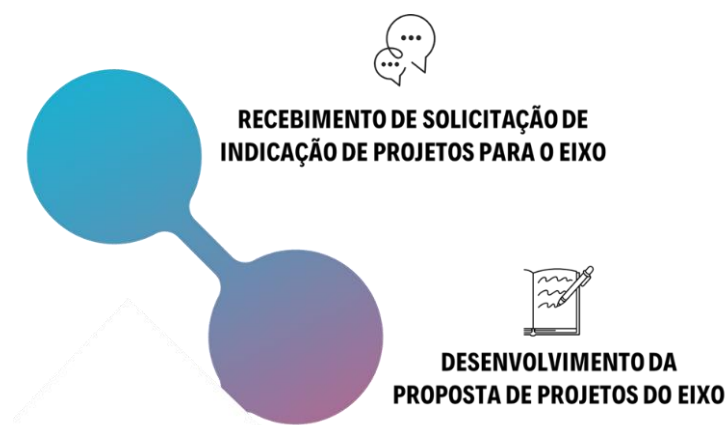 RECEBIMENTO DE SOLICITAÇÃO DE
INDICAÇÃO DE PROJETOS PARA O EIXO
DESENVOLVIMENTO DA
PROPOSTA DE PROJETOS DO EIXO